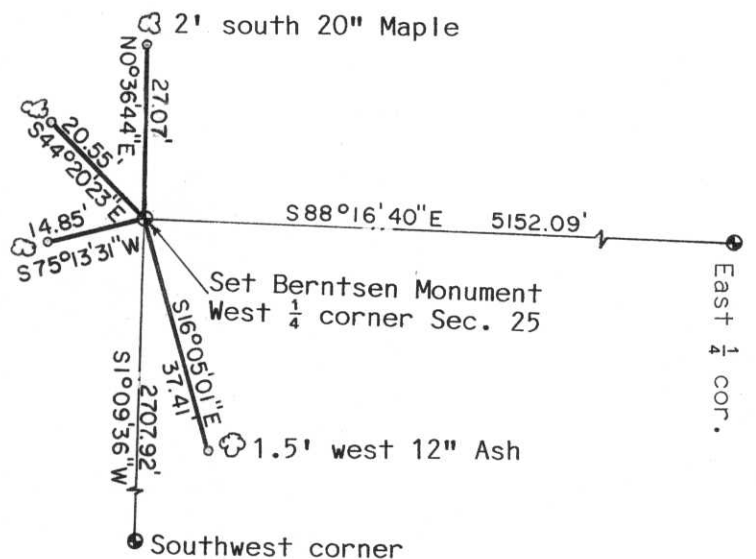 2' south 20" Maple
N0°36'44"E
27.07'
20.55'
S44°20'23"E
14.85'
S75°13'31"W
S88°16'40"E 5152.09'
Set Berntsen Monument
West 1/4 corner Sec. 25
East 1/4 cor.
S16°05'01"E
37.41'
S1°09'36"W
2707.92'
1.5' west 12" Ash
Southwest corner